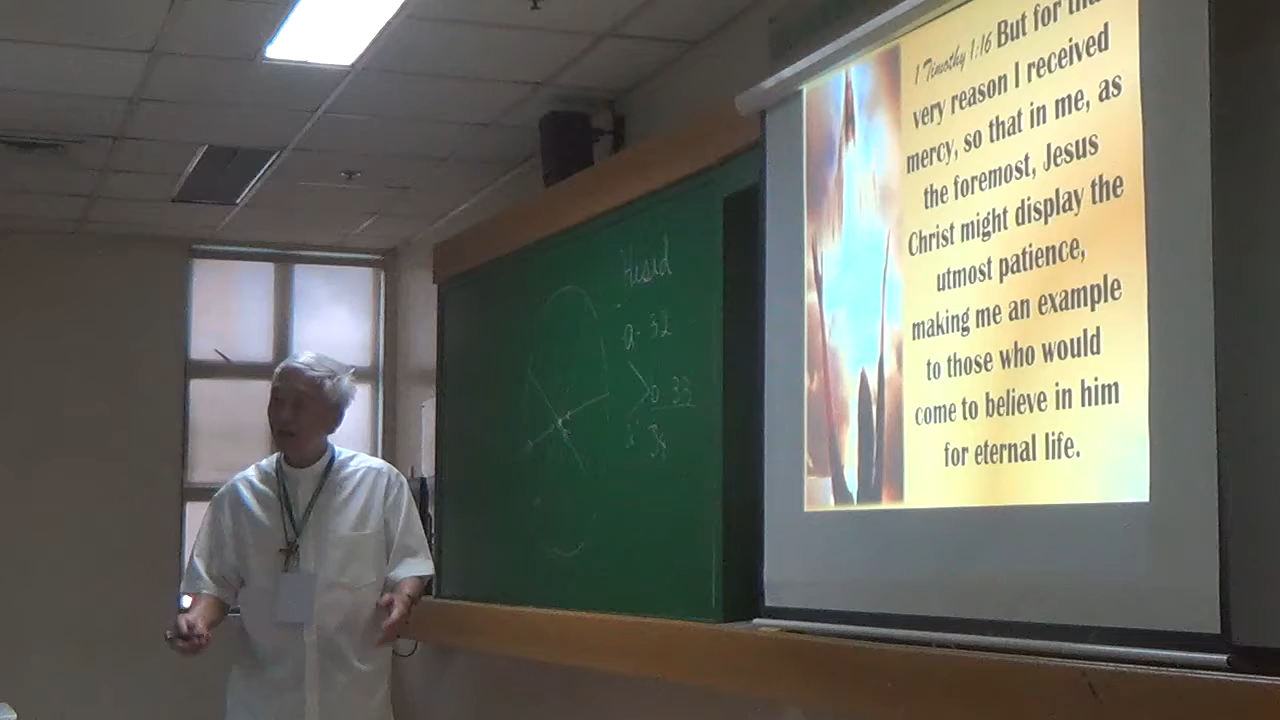 Hesed
a. 32
b 33
34
1 Timothy 1:16 But for that
very reason I received
mercy, so that in me, as
the foremost, Jesus
Christ might display the
utmost patience,
making me an example
to those who would
come to believe in him
for eternal life.